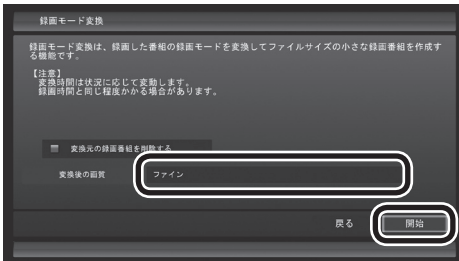 録画モード変換
録画モード変換は、録画した番組の録画モードを変換してファイルサイズの小さな録画番組を作成す
る機能です。
【注意】
変換時間は状況に応じて変動します。
録画時間と同じ程度かかる場合があります。
変換元の録画番組を削除する
変換後の画質 ファイン
戻る 開始